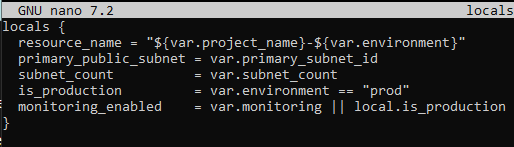 GNU nano 7.2 locals
locals {
  resource_name = "${var.project_name}-${var.environment}"
  primary_public_subnet = var.primary_subnet_id
  subnet_count          = var.subnet_count
  is_production         = var.environment == "prod"
  monitoring_enabled    = var.monitoring || local.is_production
}